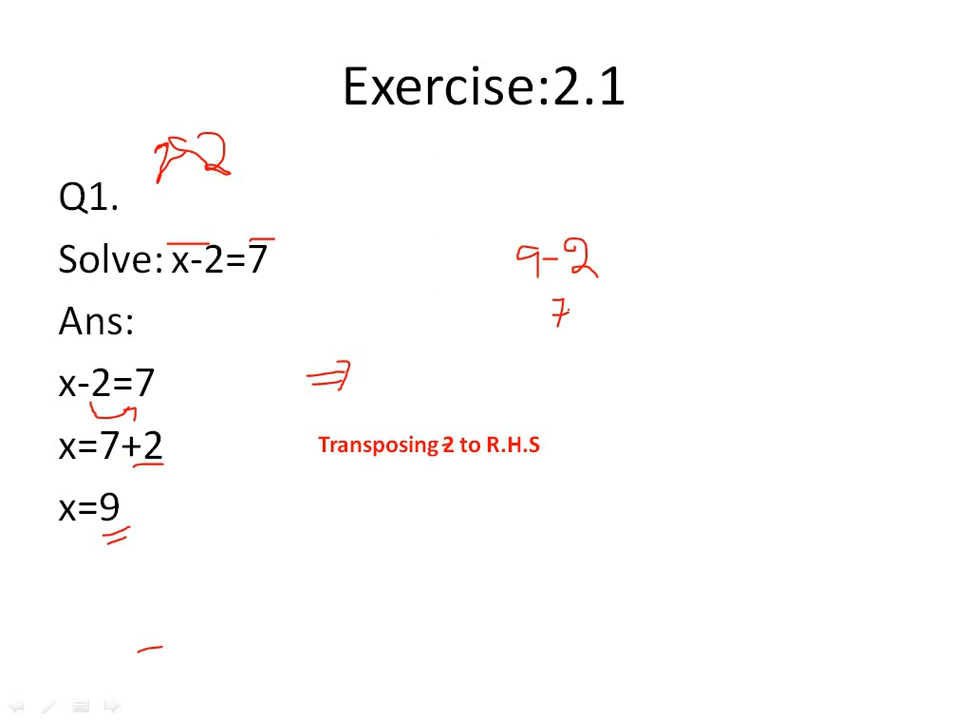 Exercise:2.1
Q1.
Solve: x-2=7
9-2
7
Ans:
x-2=7
x=7+2
Transposing -2 to R.H.S
x=9